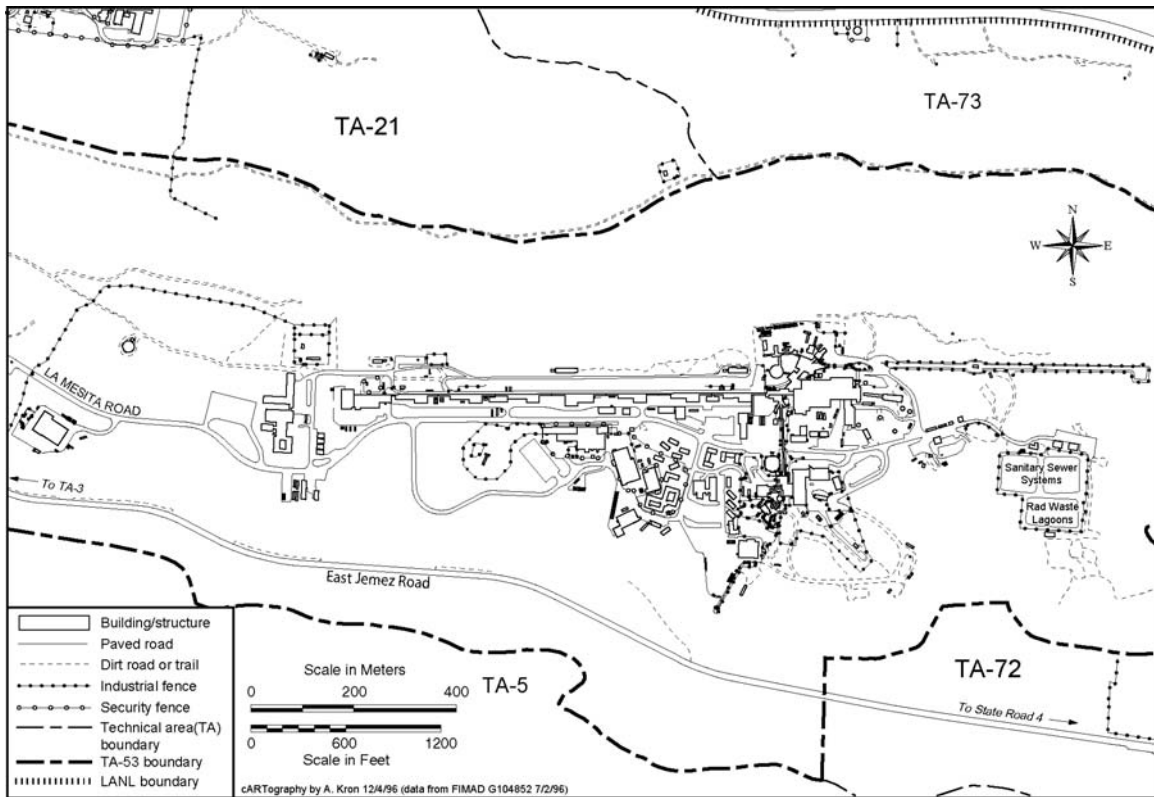 TA-73
TA-21
N
W E
S
LA MESITA ROAD
To TA-3
Sanitary Sewer
Systems
Rad Waste
Lagoons
East Jemez Road
TA-5
TA-72
To State Road 4
Building/structure
Paved road
Dirt road or trail
Industrial fence
Security fence
Technical area(TA)
boundary
TA-53 boundary
LANL boundary
Scale in Meters
0 200 400
0 600 1200
Scale in Feet
cARTography by A. Kron 12/4/96 (data from FIMAD G104852 7/2/96)